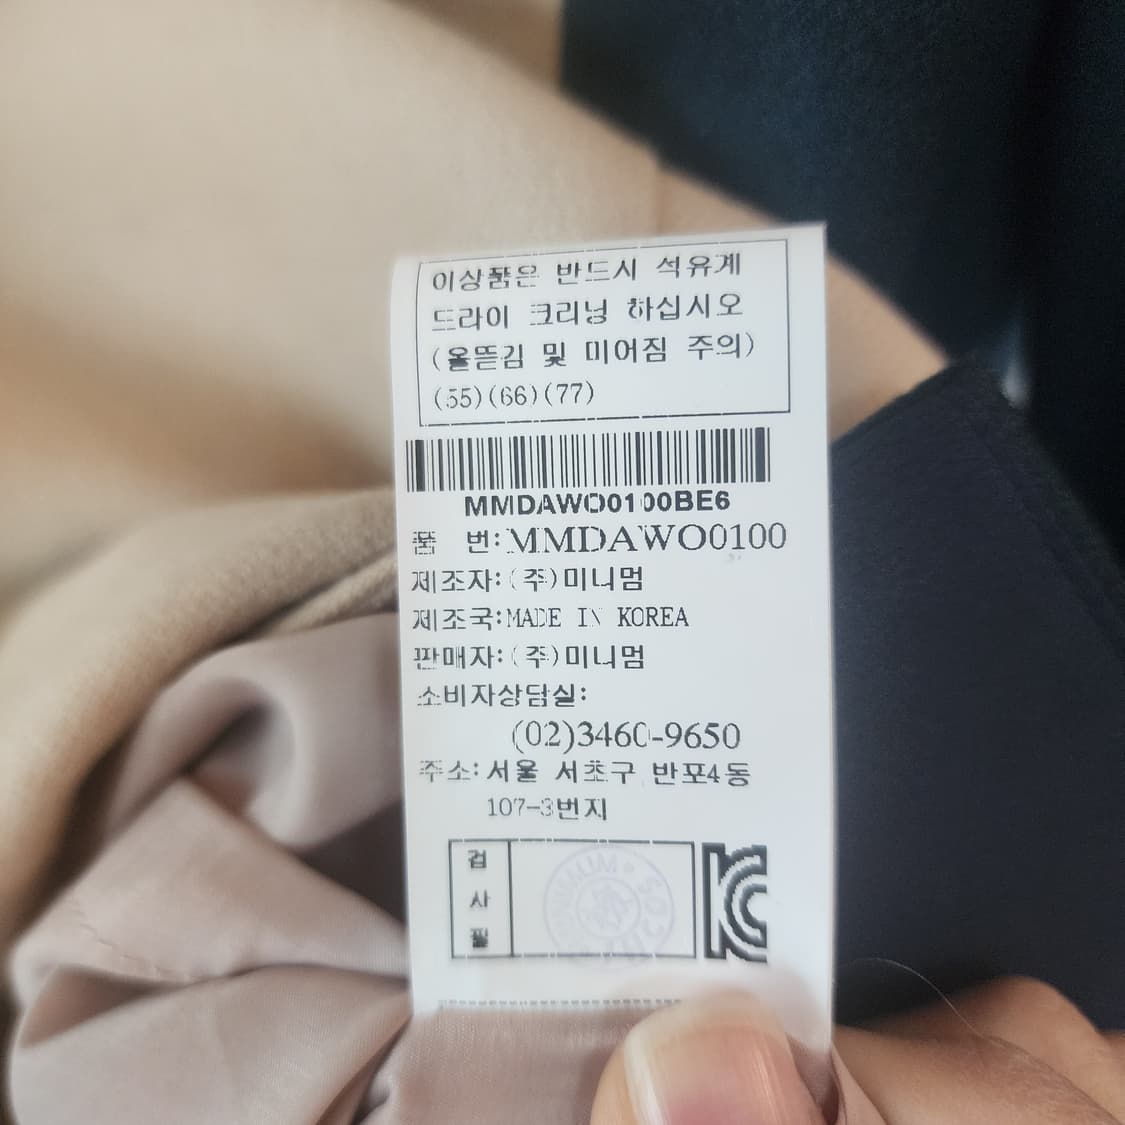 이상품은 반드시 석유계
드라이 크리닝 하십시오
(올뜯김 및 미어짐 주의)
(55)(66)(77)
MMDAWO0100BE6
품 번:MMDAWO0100
제조자:(주)미니멈
제조국:MADE IN KOREA
판매자:(주)미니멈
소비자상담실:
(02)3460-9650
주소:서울 서초구 반포4동
107-3번지
검
사
필
KC